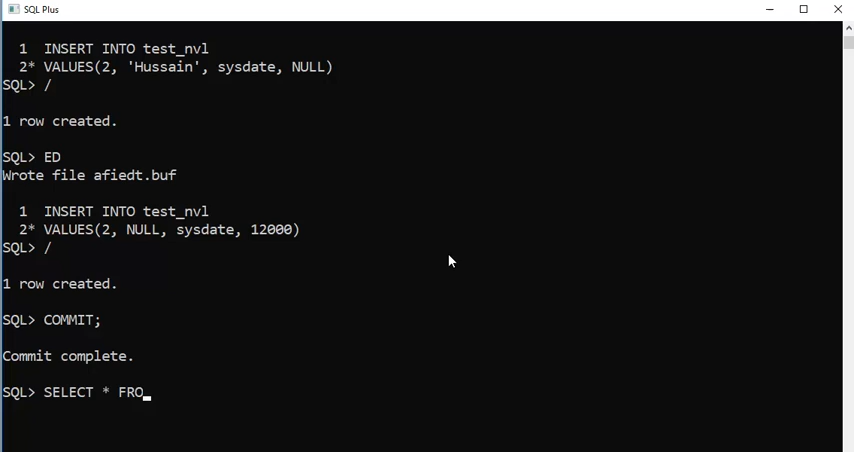 SQL Plus
1 INSERT INTO test_nvl
2* VALUES(2, 'Hussain', sysdate, NULL)
SQL> /
1 row created.
SQL> ED
Wrote file afiedt.buf
1 INSERT INTO test_nvl
2* VALUES(2, NULL, sysdate, 12000)
SQL> /
1 row created.
SQL> COMMIT;
Commit complete.
SQL> SELECT * FRO